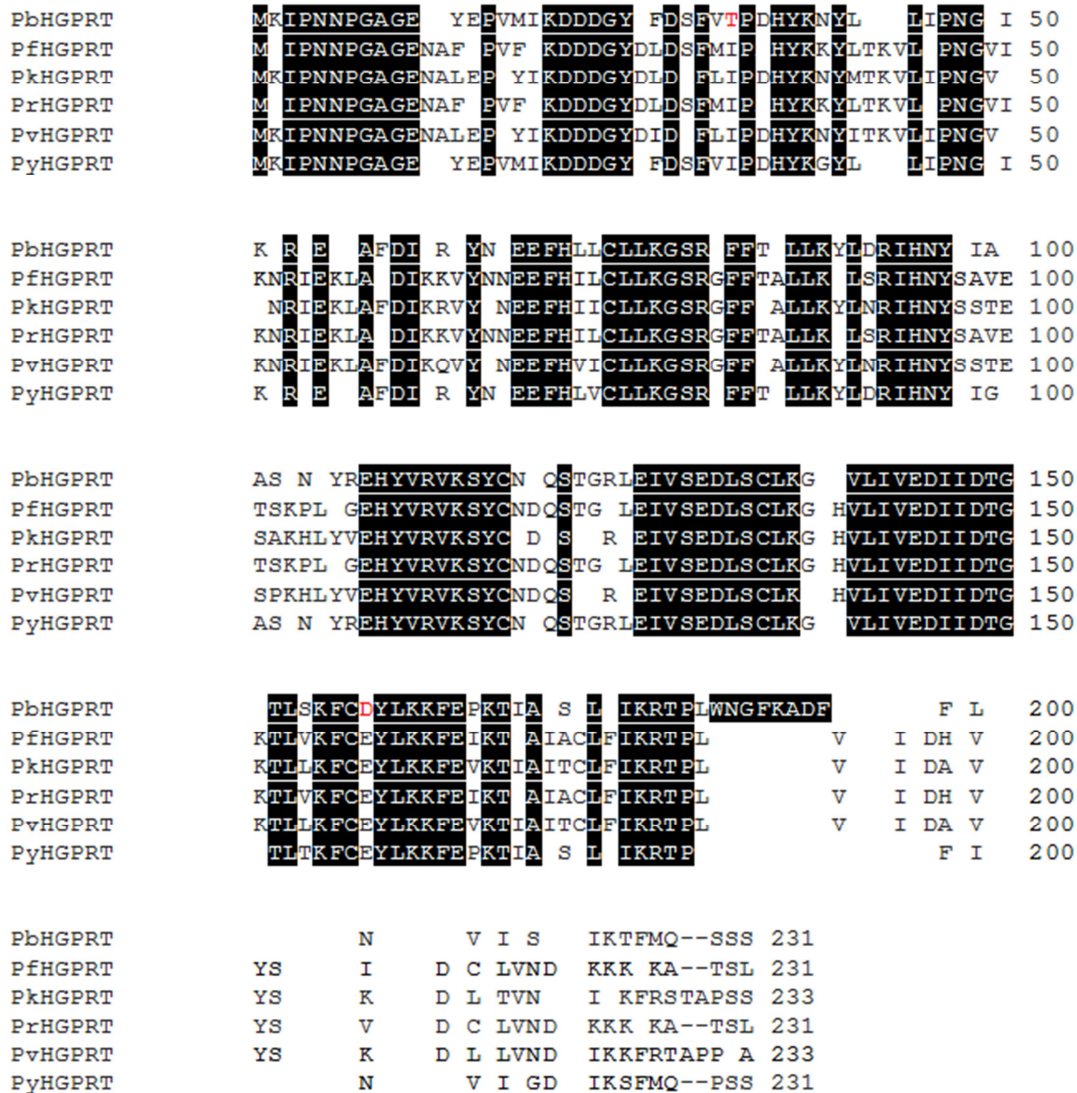 PbHGPRT MKIPNNPGAGE YEPVMIKDDDGY FDSFVTPDHYKNYL LIPNG I 50
PfHGPRT M IPNNPGAGENAF PVF KDDDGYDLDSFMIP HYKKYLTKVL PNGVI 50
PkHGPRT MKIPNNPGAGENALEP YIKDDDGYDLD FLIPDHYKNYMTKVLIPNGV 50
PrHGPRT M IPNNPGAGENAF PVF KDDDGYDLDSFMIP HYKKYLTKVL PNGVI 50
PvHGPRT MKIPNNPGAGENALEP YIKDDDGYDID FLIPDHYKNYITKVLIPNGV 50
PyHGPRT MKIPNNPGAGE YEPVMIKDDDGY FDSFVIPDHYKGYL LIPNG I 50
PbHGPRT K R E AFDI R YN EEFHLLCLLKGSR FFT LLKYLDRIHNY IA 100
PfHGPRT KNRIEKLA DIKKVYNNEEFHILCLLKGSRGFFTALLK LSRIHNYSAVE 100
PkHGPRT NRIEKLAFDIKRVY NEEFHIICLLKGSRGFF ALLKYLNRIHNYSSTE 100
PrHGPRT KNRIEKLA DIKKVYNNEEFHILCLLKGSRGFFTALLK LSRIHNYSAVE 100
PvHGPRT KNRIEKLAFDIKQVY NEEFHVICLLKGSRGFF ALLKYLNRIHNYSSTE 100
PyHGPRT K R E AFDI R YN EEFHLVCLLKGSR FFT LLKYLDRIHNY IG 100
PbHGPRT AS N YREHYVRVKSYCN QSTGRLEIVSEDLSCLKG VLIVEDIIDTG 150
PfHGPRT TSKPL GEHYVRVKSYCNDQSTG LEIVSEDLSCLKG HVLIVEDIIDTG 150
PkHGPRT SAKHLYVEHYVRVKSYC D S R EIVSEDLSCLKG HVLIVEDIIDTG 150
PrHGPRT TSKPL GEHYVRVKSYCNDQSTG LEIVSEDLSCLKG HVLIVEDIIDTG 150
PvHGPRT SPKHLYVEHYVRVKSYCNDQS R EIVSEDLSCLK HVLIVEDIIDTG 150
PyHGPRT AS N YREHYVRVKSYCN QSTGRLEIVSEDLSCLKG VLIVEDIIDTG 150
PbHGPRT TLSKFCDYLKKFEPKTIA S L IKRTPLWNGFKADF F L 200
PfHGPRT KTLVKFCEYLKKFEIKT AIACLFIKRTPL V I DH V 200
PkHGPRT KTLLKFCEYLKKFEVKTIAITCLFIKRTPL V I DA V 200
PrHGPRT KTLVKFCEYLKKFEIKT AIACLFIKRTPL V I DH V 200
PvHGPRT KTLLKFCEYLKKFEVKTIAITCLFIKRTPL V I DA V 200
PyHGPRT TLTKFCEYLKKFEPKTIA S L IKRTP F I 200
PbHGPRT N V I S IKTFMQ--SSS 231
PfHGPRT YS I D C LVND KKK KA--TSL 231
PkHGPRT YS K D L TVN I KFRSTAPSS 233
PrHGPRT YS V D C LVND KKK KA--TSL 231
PvHGPRT YS K D L LVND IKKFRTAPP A 233
PyHGPRT N V I GD IKSFMQ--PSS 231